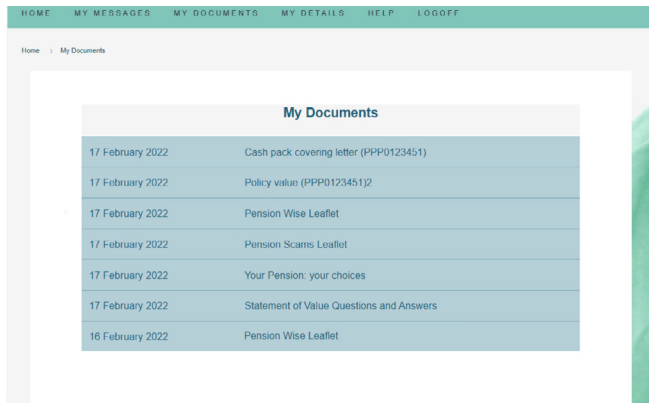 HOME MY MESSAGES MY DOCUMENTS MY DETAILS HELP LOGOFF
Home › My Documents
My Documents
17 February 2022 Cash pack covering letter (PPP0123451)
17 February 2022 Policy value (PPP0123451)2
17 February 2022 Pension Wise Leaflet
17 February 2022 Pension Scams Leaflet
17 February 2022 Your Pension: your choices
17 February 2022 Statement of Value Questions and Answers
16 February 2022 Pension Wise Leaflet